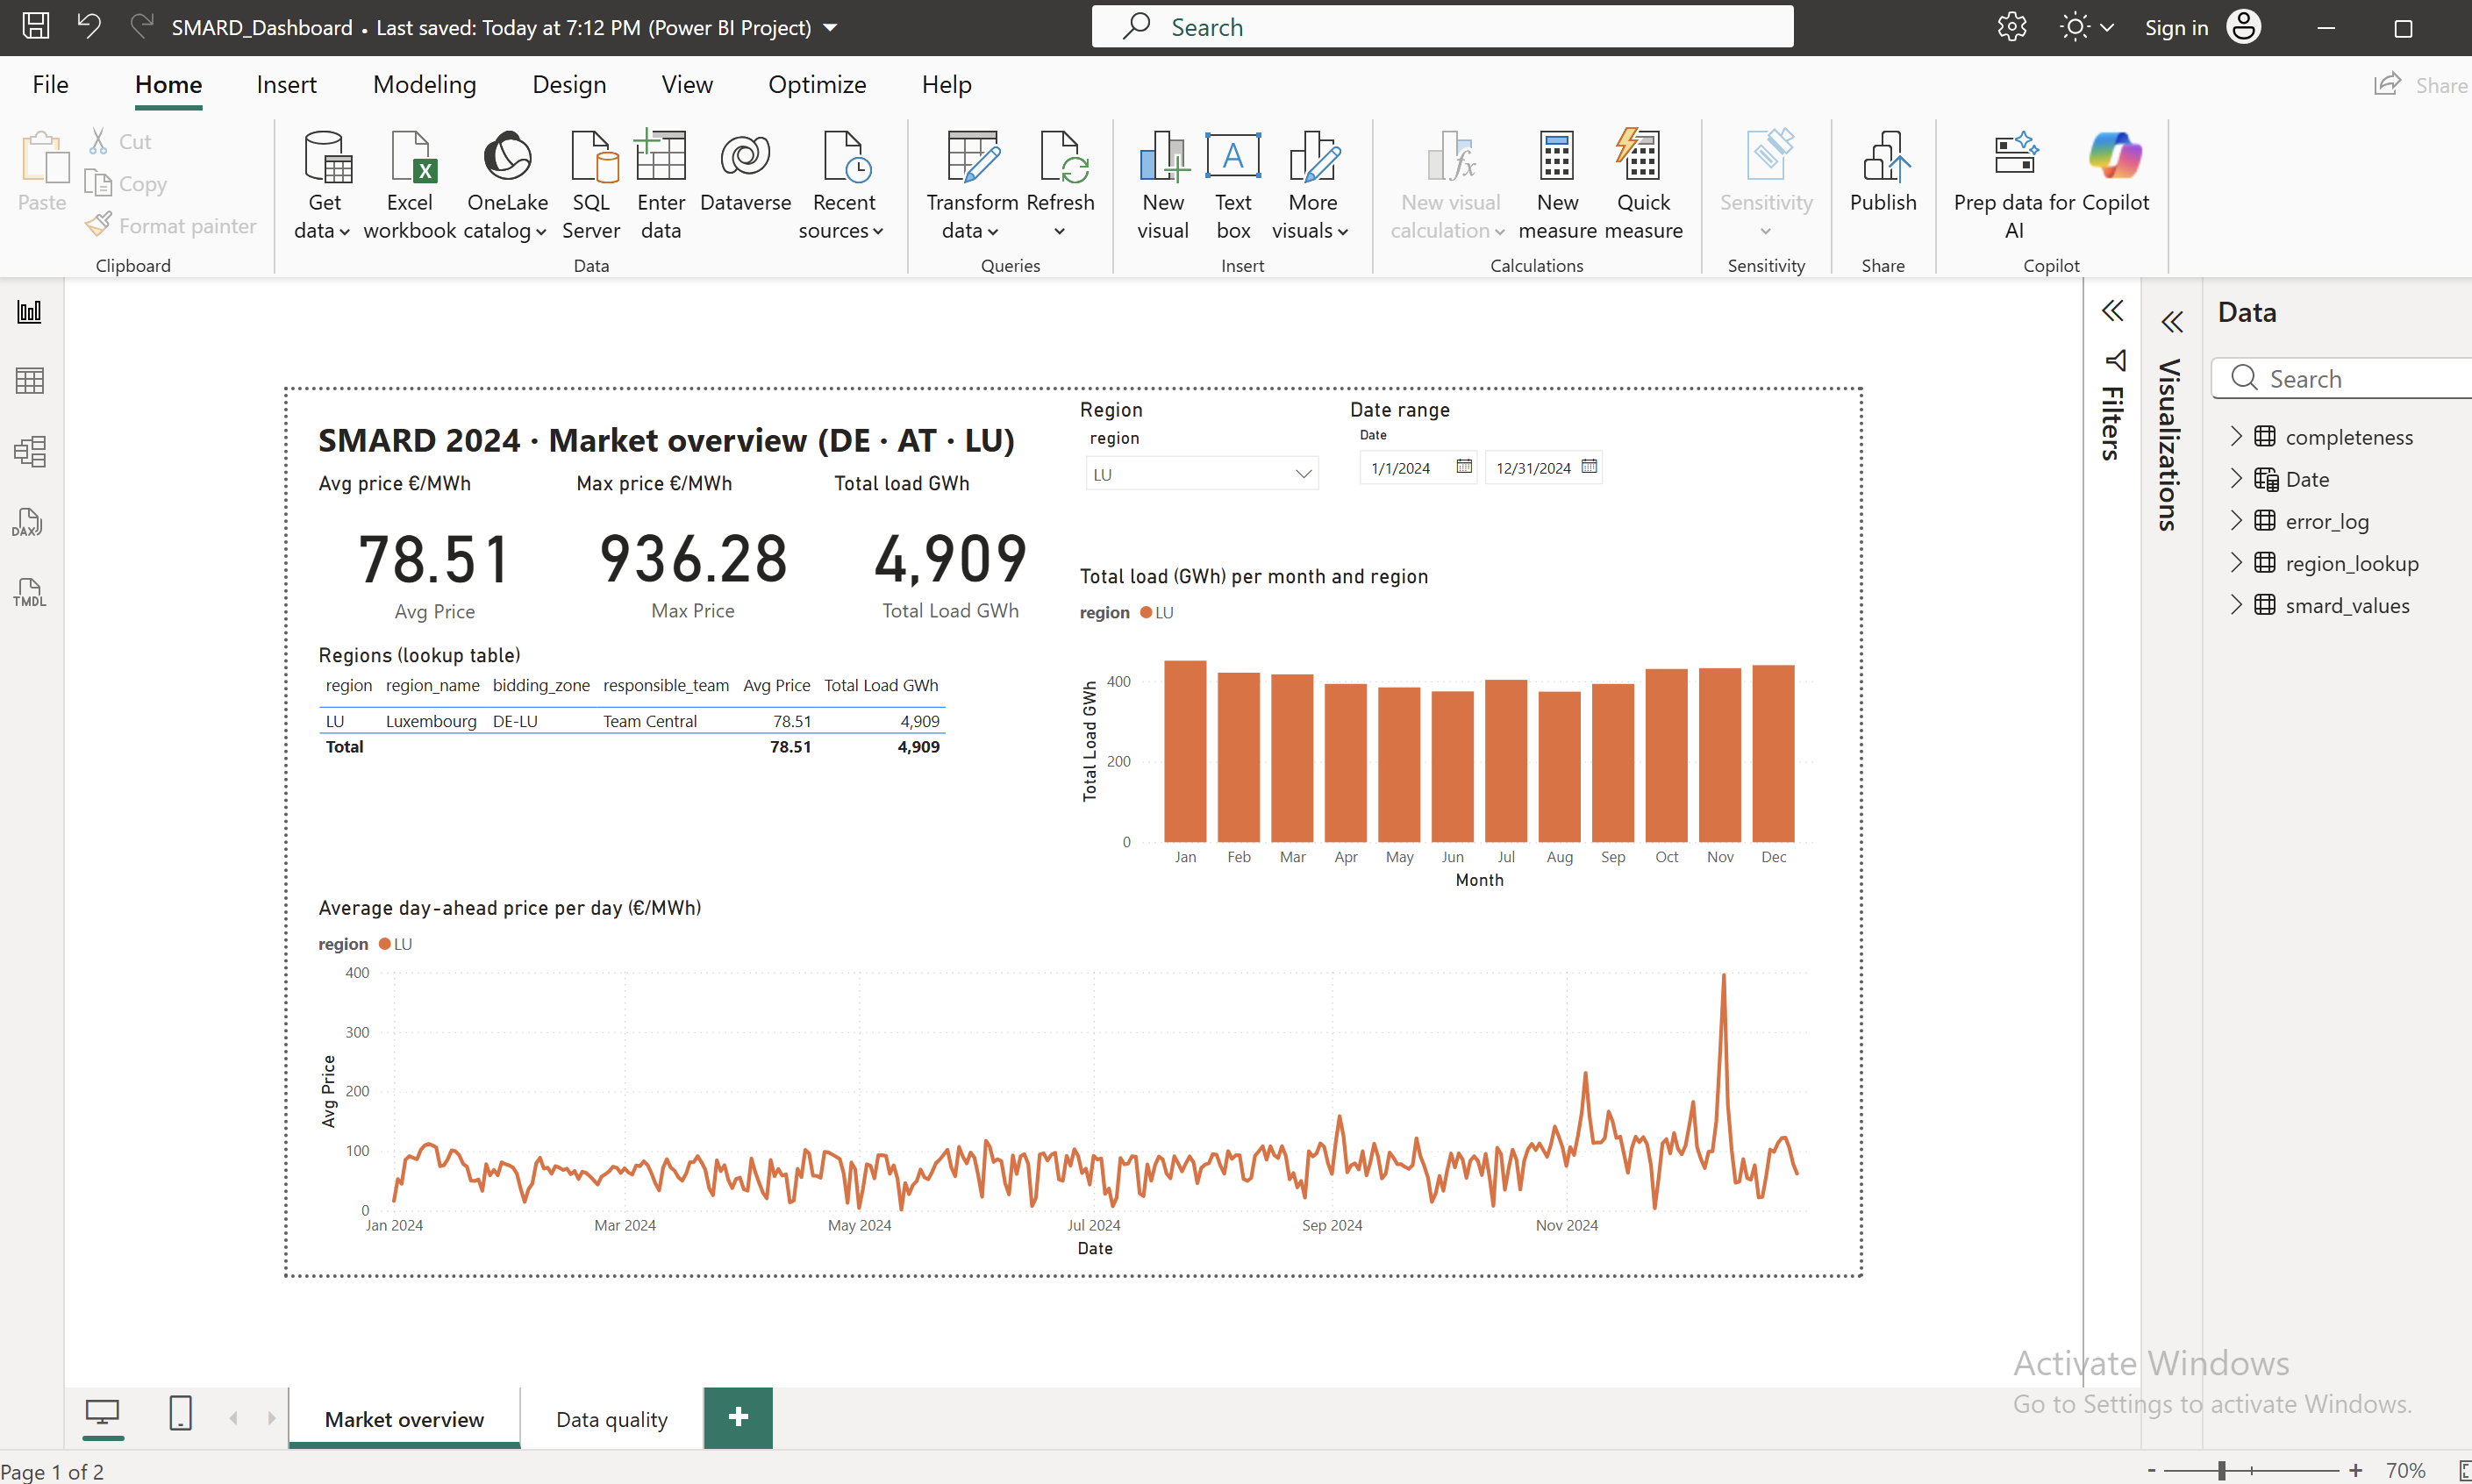 SMARD_Dashboard • Last saved: Today at 7:12 PM (Power BI Project)
Search
Sign in
File Home Insert Modeling Design View Optimize Help
Share
Paste
Cut
Copy
Format painter
Clipboard
Get data
Excel workbook
OneLake catalog
SQL Server
Enter data
Dataverse
Recent sources
Data
Transform data
Refresh
Queries
New visual
Text box
More visuals
Insert
New visual calculation
New measure
Quick measure
Calculations
Sensitivity
Sensitivity
Publish
Share
Prep data for AI
Copilot
Copilot
DAX
TMDL
SMARD 2024 · Market overview (DE · AT · LU)
Region
region
LU
Date range
Date
1/1/2024
12/31/2024
Avg price €/MWh
78.51
Avg Price
Max price €/MWh
936.28
Max Price
Total load GWh
4,909
Total Load GWh
Regions (lookup table)
region region_name bidding_zone responsible_team Avg Price Total Load GWh
LU Luxembourg DE-LU Team Central 78.51 4,909
Total 78.51 4,909
Total load (GWh) per month and region
region LU
Total Load GWh
400
200
0
Jan Feb Mar Apr May Jun Jul Aug Sep Oct Nov Dec
Month
Average day-ahead price per day (€/MWh)
region LU
Avg Price
400
300
200
100
0
Jan 2024 Mar 2024 May 2024 Jul 2024 Sep 2024 Nov 2024
Date
Filters
Visualizations
Data
Search
completeness
Date
error_log
region_lookup
smard_values
Activate Windows
Go to Settings to activate Windows.
Market overview
Data quality
+
Page 1 of 2
- + 70%